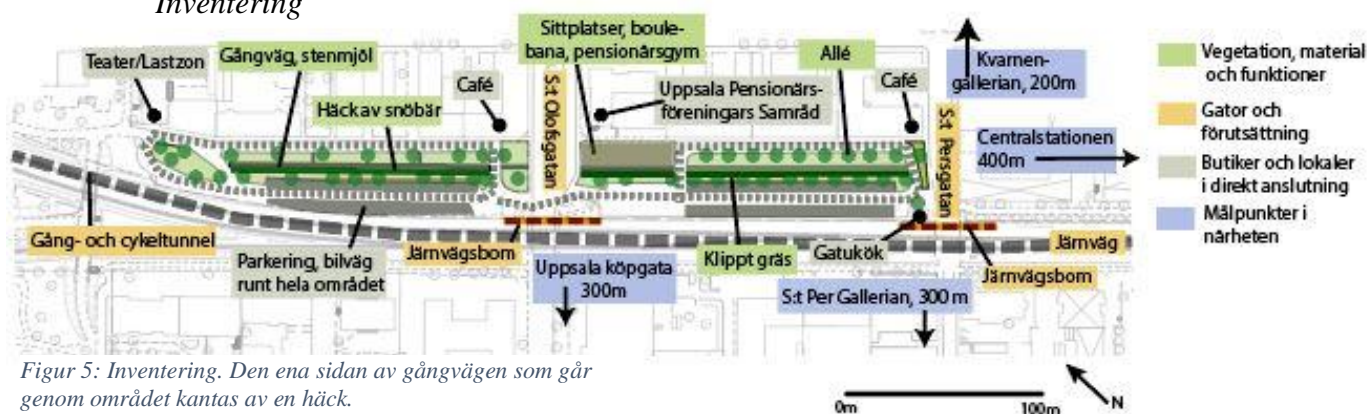 Inventering
Teater/Lastzon
Gångväg, stenmjöl
Häck av snöbär
Café
S:t Olofsgatan
Sittplatser, boule-
bana, pensionärsgym
Uppsala Pensionärs-
föreningars Samråd
Allé
Café
S:t Persgatan
Kvarnen-
gallerian, 200m
Centralstationen
400m
Vegetation, material
och funktioner
Gator och
förutsättning
Butiker och lokaler
i direkt anslutning
Målpunkter i
närheten
Gång- och cykeltunnel
Parkering, bilväg
runt hela området
Järnvägsbom
Uppsala köpgata
300m
Klippt gräs
Gatukök
S:t Per Gallerian, 300 m
Järnväg
Järnvägsbom
Figur 5: Inventering. Den ena sidan av gångvägen som går
genom området kantas av en häck.
0m
100m
N